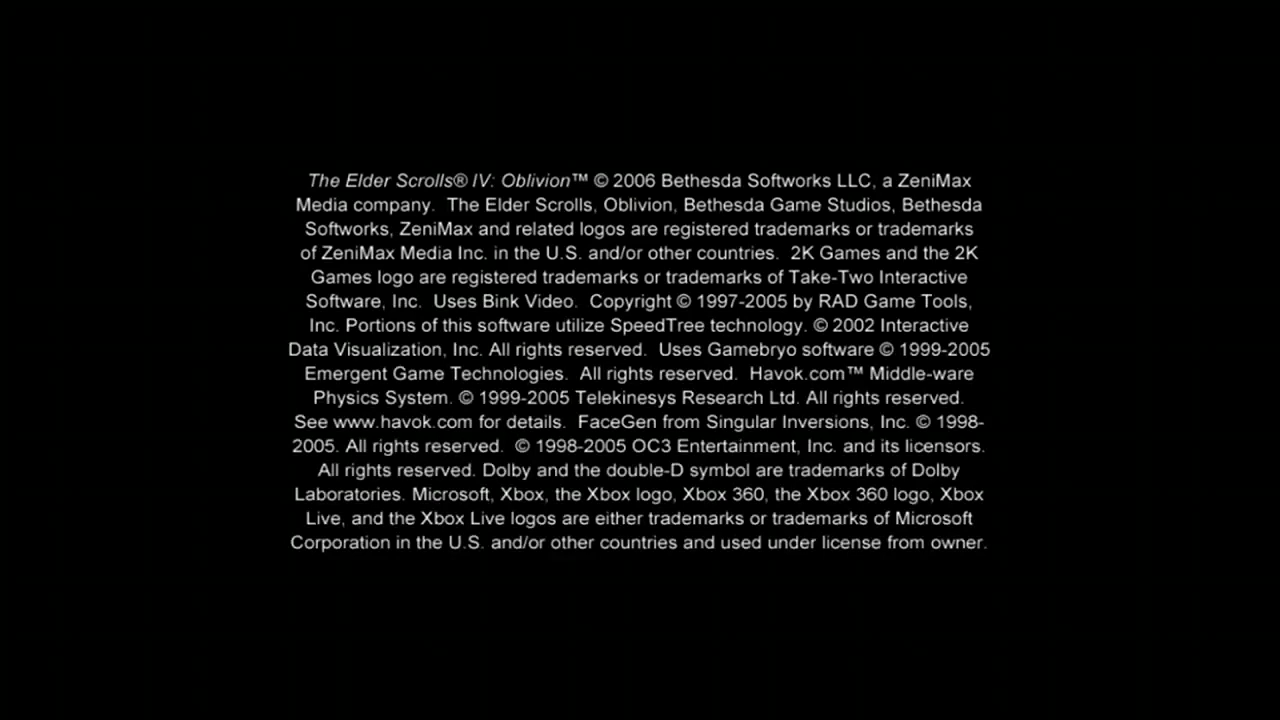 The Elder Scrolls® IV: Oblivion™ © 2006 Bethesda Softworks LLC, a ZeniMax
Media company.  The Elder Scrolls, Oblivion, Bethesda Game Studios, Bethesda
Softworks, ZeniMax and related logos are registered trademarks or trademarks
of ZeniMax Media Inc. in the U.S. and/or other countries.  2K Games and the 2K
Games logo are registered trademarks or trademarks of Take-Two Interactive
Software, Inc.  Uses Bink Video.  Copyright © 1997-2005 by RAD Game Tools,
Inc. Portions of this software utilize SpeedTree technology. © 2002 Interactive
Data Visualization, Inc. All rights reserved.  Uses Gamebryo software © 1999-2005
Emergent Game Technologies.  All rights reserved.  Havok.com™ Middle-ware
Physics System. © 1999-2005 Telekinesys Research Ltd. All rights reserved.
See www.havok.com for details.  FaceGen from Singular Inversions, Inc. © 1998-
2005. All rights reserved.  © 1998-2005 OC3 Entertainment, Inc. and its licensors.
All rights reserved. Dolby and the double-D symbol are trademarks of Dolby
Laboratories. Microsoft, Xbox, the Xbox logo, Xbox 360, the Xbox 360 logo, Xbox
Live, and the Xbox Live logos are either trademarks or trademarks of Microsoft
Corporation in the U.S. and/or other countries and used under license from owner.